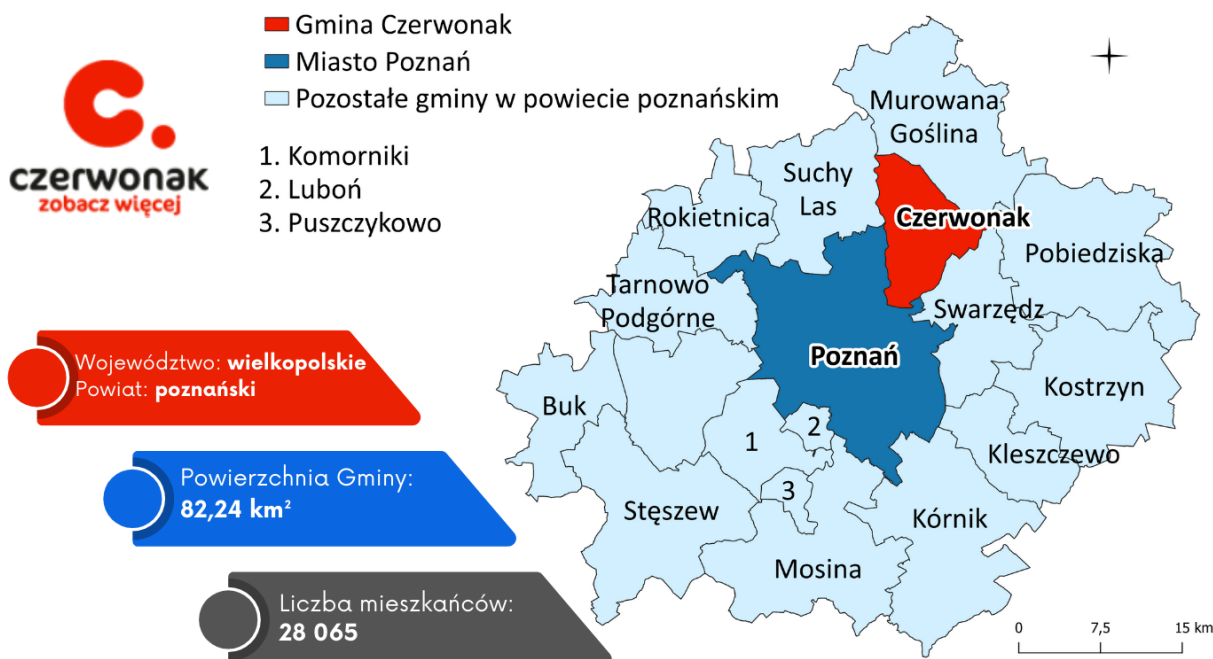 Gmina Czerwonak
Miasto Poznań
Pozostałe gminy w powiecie poznańskim
1. Komorniki
2. Luboń
3. Puszczykowo
c.
czerwonak
zobacz więcej
Województwo: wielkopolskie
Powiat: poznański
Powierzchnia Gminy:
82,24 km²
Liczba mieszkańców:
28 065
Murowana
Goślina
Suchy
Las
Czerwonak
Rokietnica
Pobiedziska
Tarnowo
Podgórne
Swarzędz
Poznań
Buk
Kostrzyn
1
2
Kleszczewo
3
Stęszew
Kórnik
Mosina
0 7,5 15 km